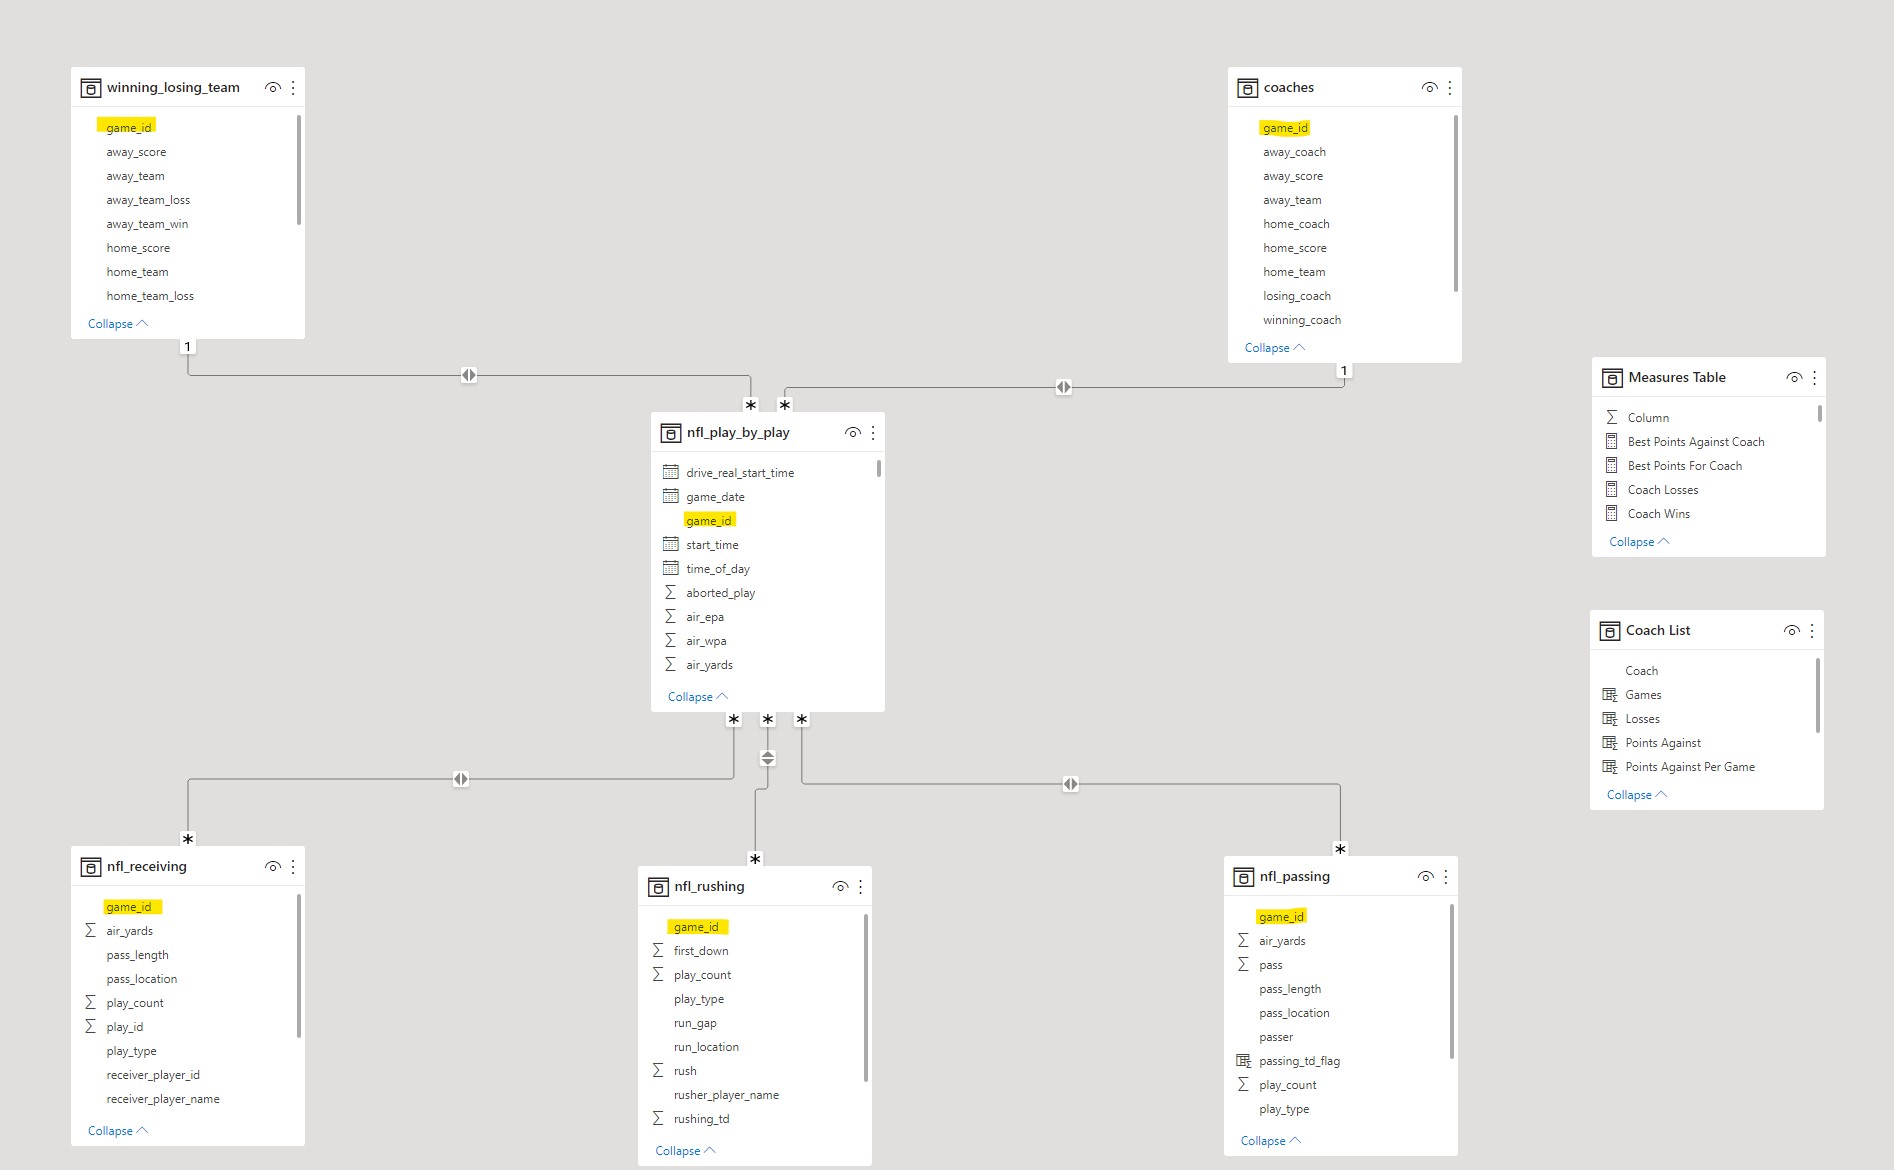 winning_losing_team
game_id
away_score
away_team
away_team_loss
away_team_win
home_score
home_team
home_team_loss
Collapse
1
coaches
game_id
away_coach
away_score
away_team
home_coach
home_score
home_team
losing_coach
winning_coach
Collapse
1
*
*
nfl_play_by_play
drive_real_start_time
game_date
game_id
start_time
time_of_day
aborted_play
air_epa
air_wpa
air_yards
Collapse
*
*
*
Measures Table
Column
Best Points Against Coach
Best Points For Coach
Coach Losses
Coach Wins
Collapse
Coach List
Coach
Games
Losses
Points Against
Points Against Per Game
Collapse
*
nfl_receiving
game_id
air_yards
pass_length
pass_location
play_count
play_id
play_type
receiver_player_id
receiver_player_name
Collapse
*
nfl_rushing
game_id
first_down
play_count
play_type
run_gap
run_location
rush
rusher_player_name
rushing_td
Collapse
*
nfl_passing
game_id
air_yards
pass
pass_length
pass_location
passer
passing_td_flag
play_count
play_type
Collapse